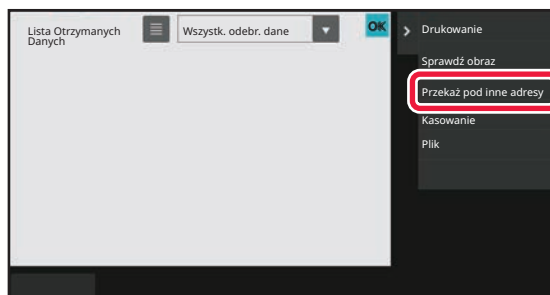 Lista Otrzymanych
Danych
Wszystk. odebr. dane
OK
Drukowanie
Sprawdź obraz
Przekaż pod inne adresy
Kasowanie
Plik